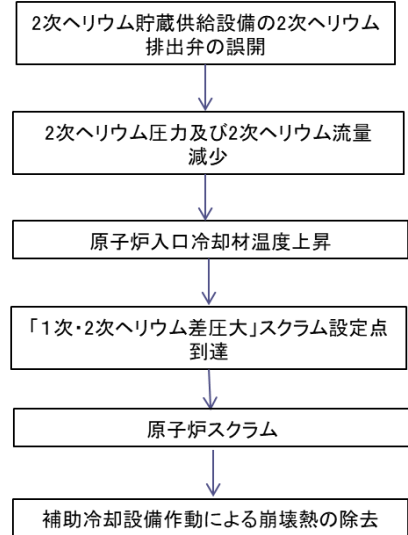 2次ヘリウム貯蔵供給設備の2次ヘリウム
排出弁の誤開
2次ヘリウム圧力及び2次ヘリウム流量
減少
原子炉入口冷却材温度上昇
「1次・2次ヘリウム差圧大」スクラム設定点
到達
原子炉スクラム
補助冷却設備作動による崩壊熱の除去